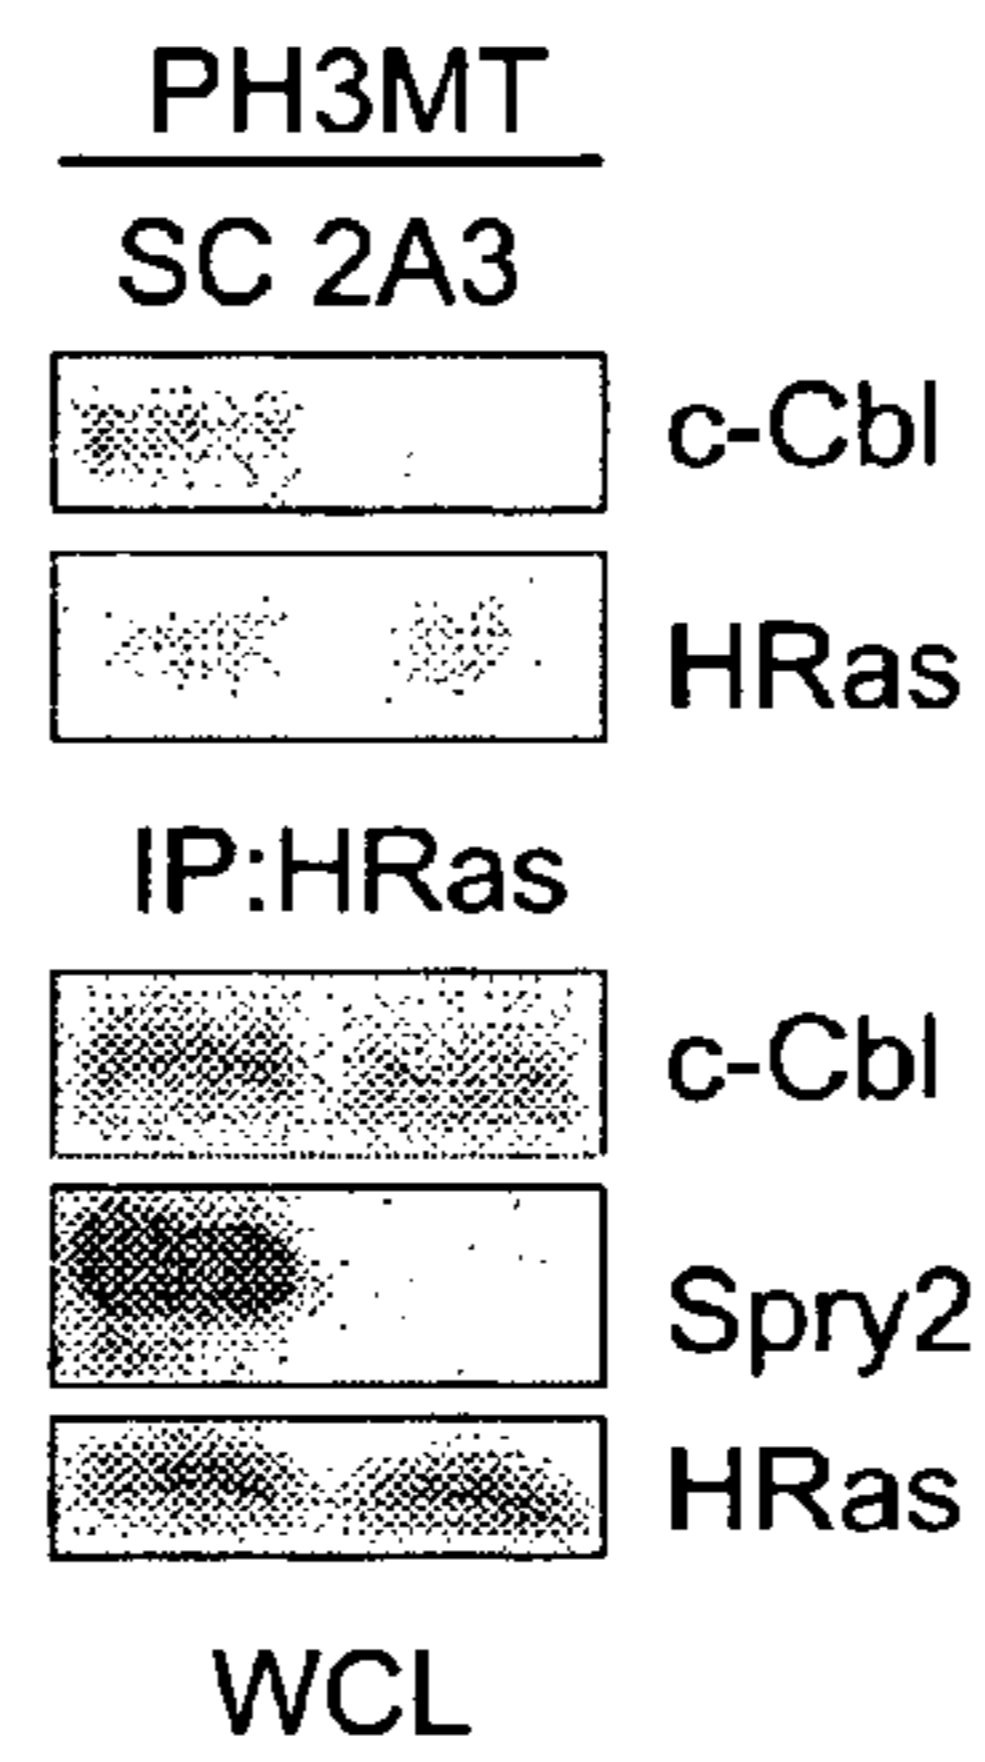 PH3MT
SC 2A3
c-Cbl
HRas
IP:HRas
c-Cbl
Spry2
HRas
WCL